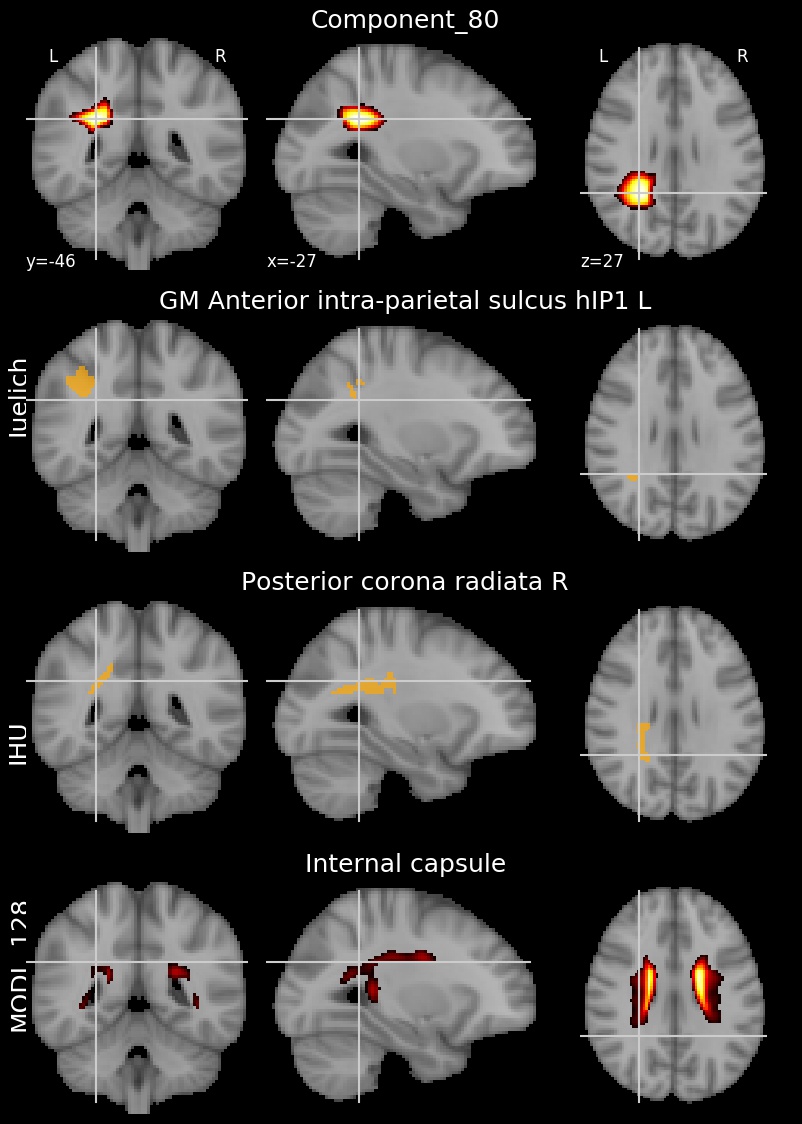 Component_80
L R L R
y=-46 x=-27 z=27
GM Anterior intra-parietal sulcus hIP1 L
Juelich
Posterior corona radiata R
JHU
Internal capsule
MODL_128